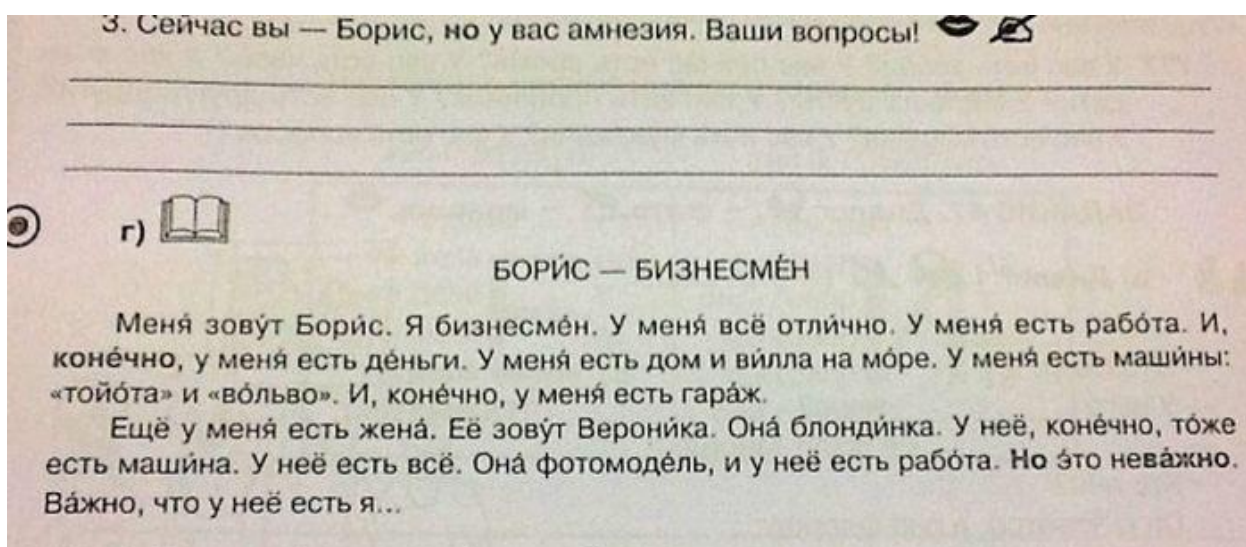 3. Сейчас вы — Борис, но у вас амнезия. Ваши вопросы!
г)
БОРИ́С — БИЗНЕСМЕ́Н
Меня́ зову́т Бори́с. Я бизнесме́н. У меня́ всё отли́чно. У меня́ есть рабо́та. И,
коне́чно, у меня́ есть де́ньги. У меня́ есть дом и ви́лла на мо́ре. У меня́ есть маши́ны:
«тойо́та» и «во́льво». И, коне́чно, у меня́ есть гара́ж.
Ещё у меня́ есть жена́. Её зову́т Верони́ка. Она́ блонди́нка. У неё, коне́чно, то́же
есть маши́на. У неё есть всё. Она́ фотомоде́ль, и у неё есть рабо́та. Но э́то нева́жно.
Ва́жно, что у неё есть я...